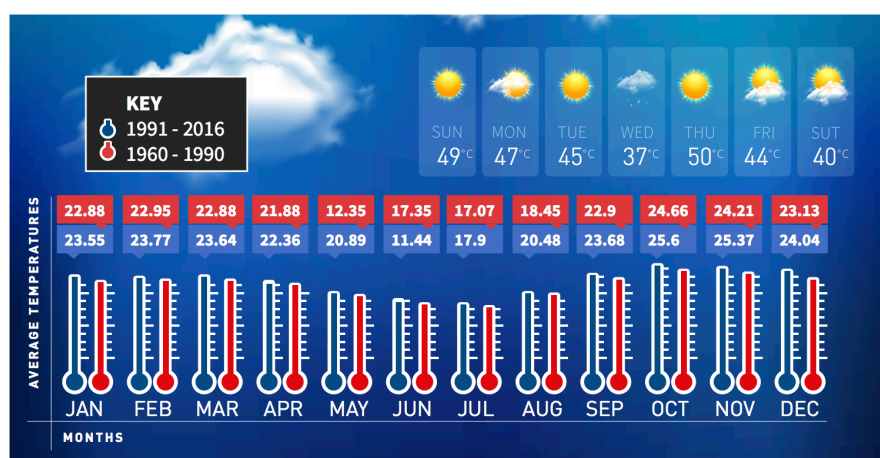 KEY
1991 - 2016
1960 - 1990
SUN MON TUE WED THU FRI SUT
49°C 47°C 45°C 37°C 50°C 44°C 40°C
AVERAGE TEMPERATURES
22.88 22.95 22.88 21.88 12.35 17.35 17.07 18.45 22.9 24.66 24.21 23.13
23.55 23.77 23.64 22.36 20.89 11.44 17.9 20.48 23.68 25.6 25.37 24.04
JAN FEB MAR APR MAY JUN JUL AUG SEP OCT NOV DEC
MONTHS